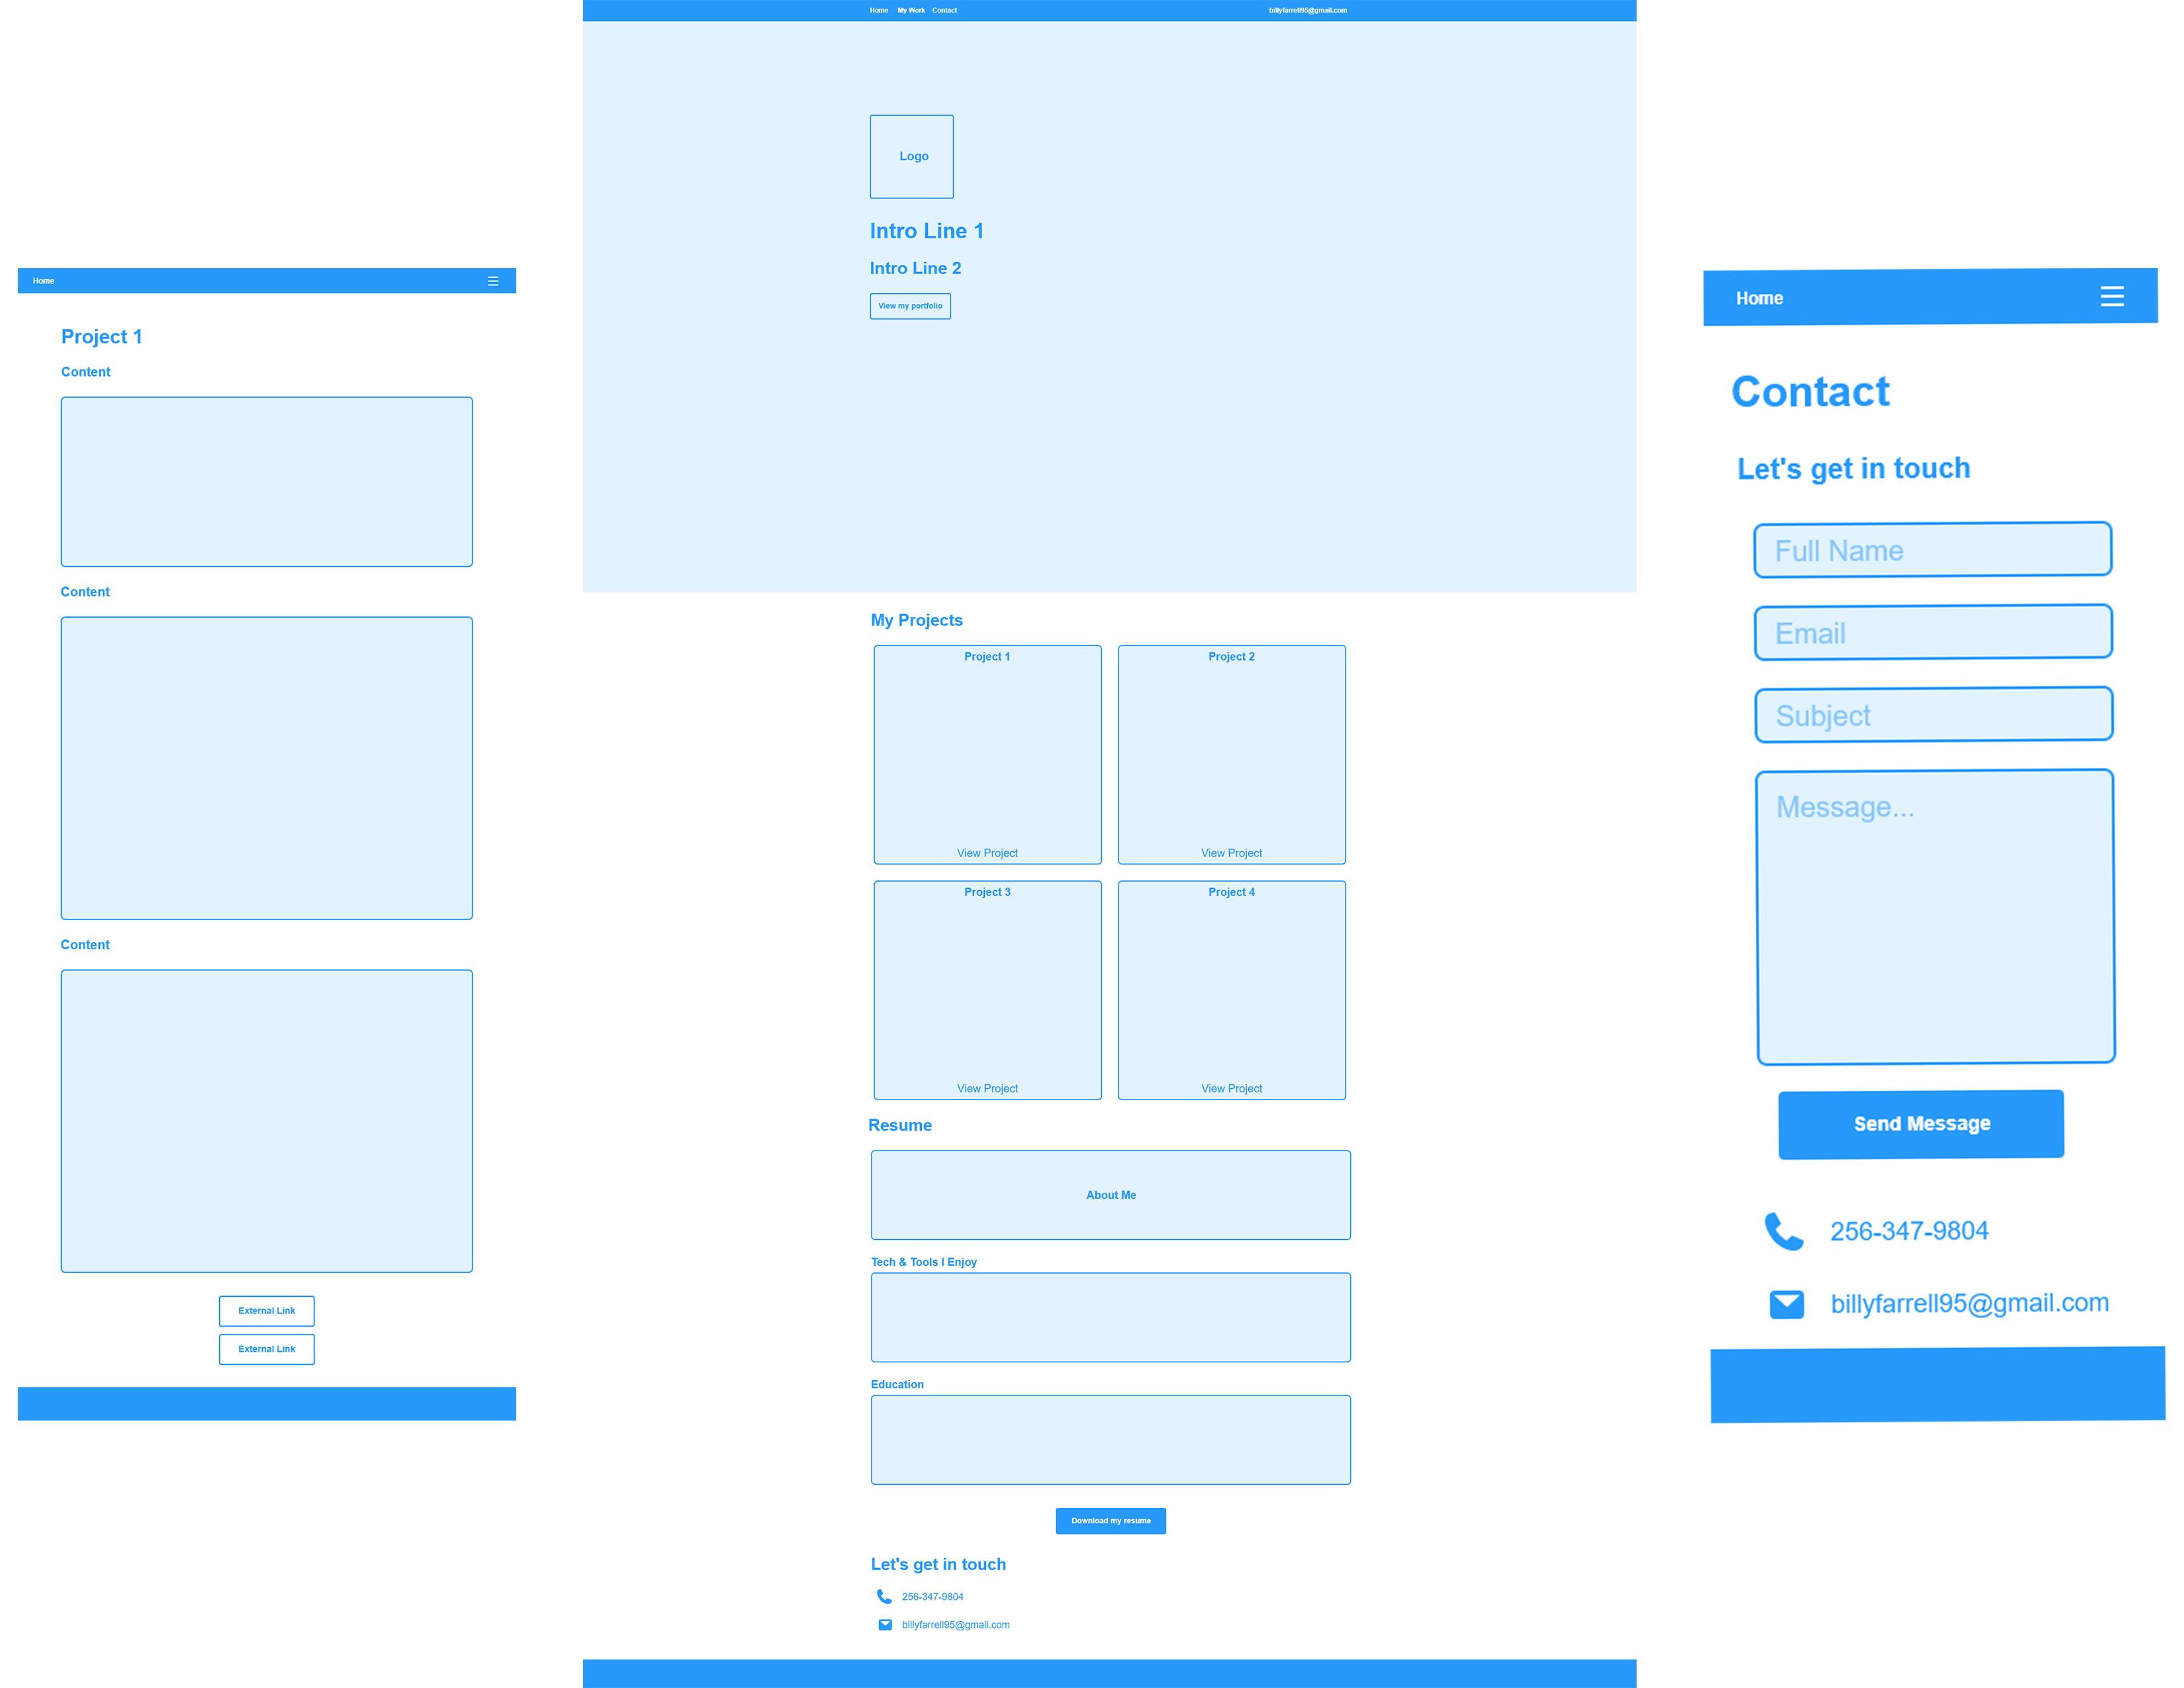 Home
Project 1
Content
Content
Content
External Link
External Link
Home My Work Contact billyfarrell95@gmail.com
Logo
Intro Line 1
Intro Line 2
View my portfolio
My Projects
Project 1 Project 2
View Project View Project
Project 3 Project 4
View Project View Project
Resume
About Me
Tech & Tools I Enjoy
Education
Download my resume
Let's get in touch
256-347-9804
billyfarrell95@gmail.com
Home
Contact
Let's get in touch
Full Name
Email
Subject
Message...
Send Message
256-347-9804
billyfarrell95@gmail.com